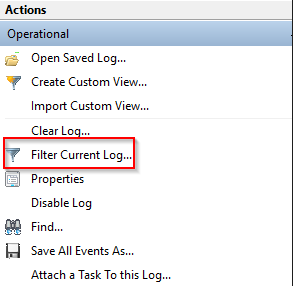 Actions
Operational
Open Saved Log...
Create Custom View...
Import Custom View...
Clear Log...
Filter Current Log...
Properties
Disable Log
Find...
Save All Events As...
Attach a Task To this Log...